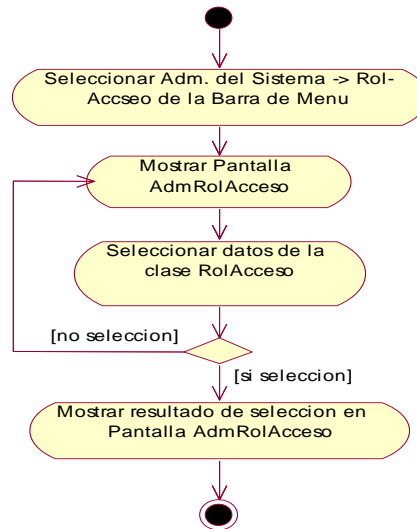 Seleccionar Adm. del Sistema -> Rol-
Accseo de la Barra de Menu
Mostrar Pantalla
AdmRolAcceso
Seleccionar datos de la
clase RolAcceso
[no seleccion]
[si seleccion]
Mostrar resultado de seleccion en
Pantalla AdmRolAcceso